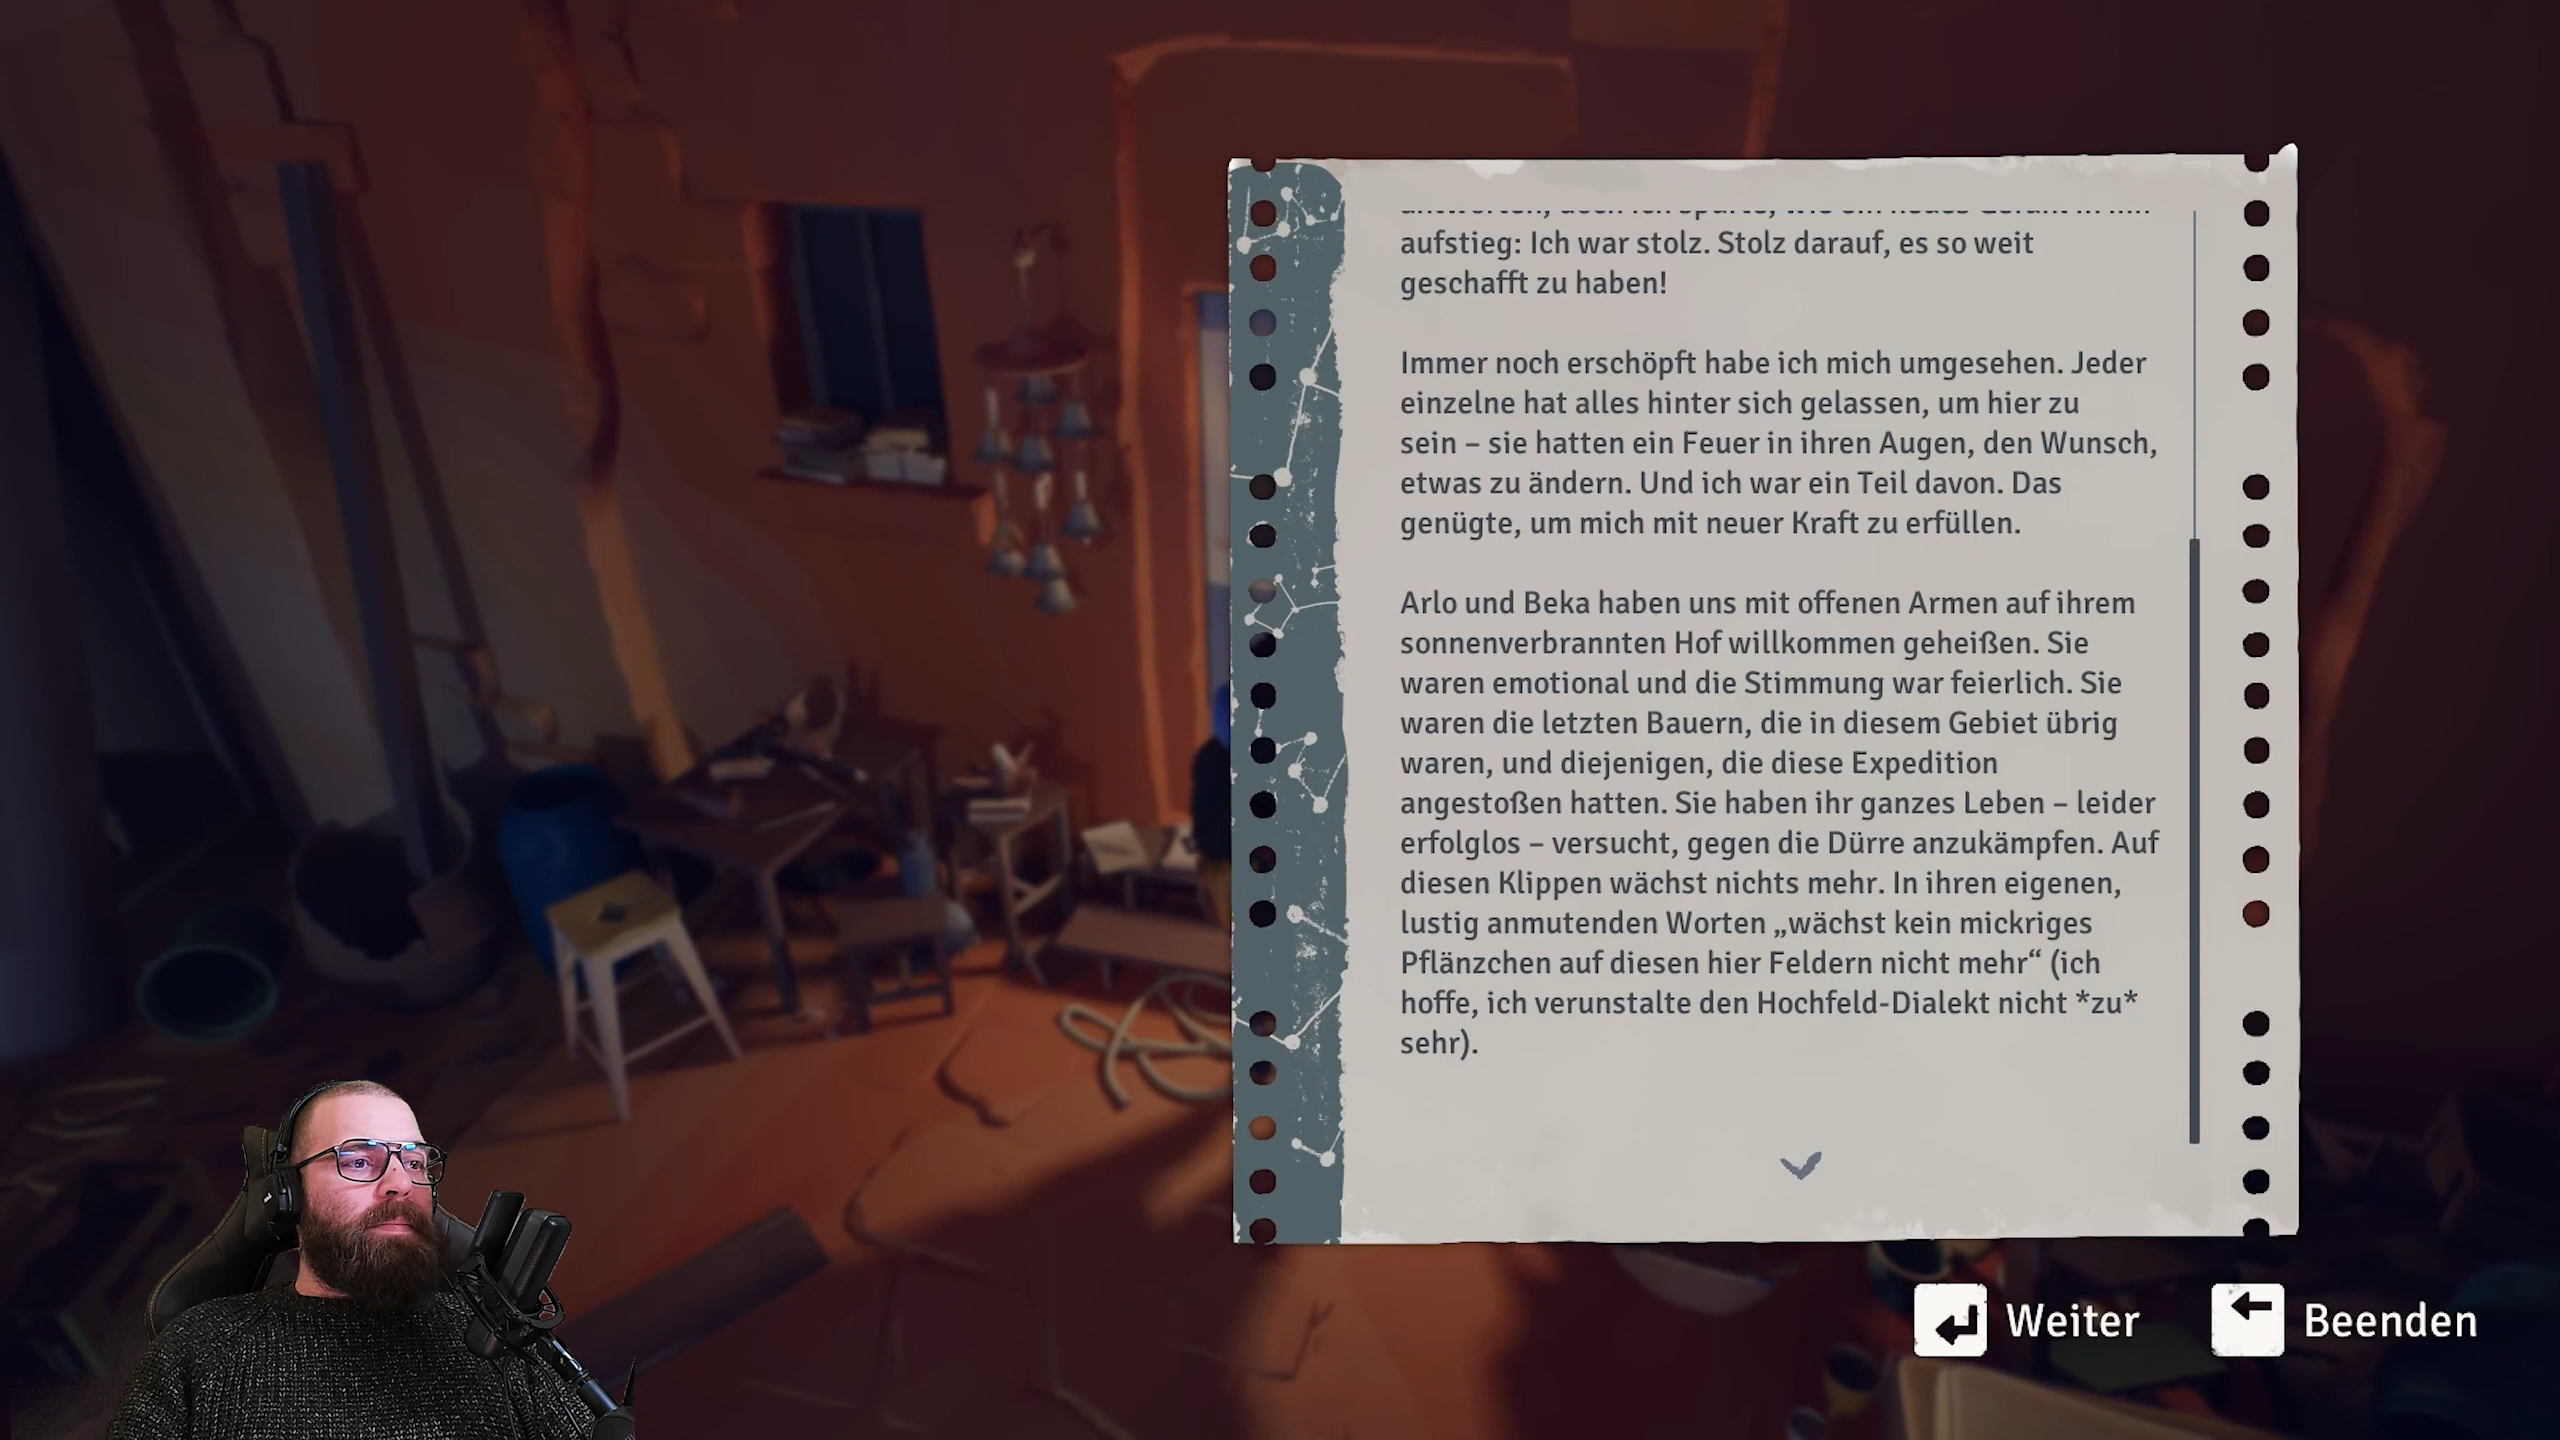 aufstieg: Ich war stolz. Stolz darauf, es so weit
geschafft zu haben!
Immer noch erschöpft habe ich mich umgesehen. Jeder
einzelne hat alles hinter sich gelassen, um hier zu
sein – sie hatten ein Feuer in ihren Augen, den Wunsch,
etwas zu ändern. Und ich war ein Teil davon. Das
genügte, um mich mit neuer Kraft zu erfüllen.
Arlo und Beka haben uns mit offenen Armen auf ihrem
sonnenverbrannten Hof willkommen geheißen. Sie
waren emotional und die Stimmung war feierlich. Sie
waren die letzten Bauern, die in diesem Gebiet übrig
waren, und diejenigen, die diese Expedition
angestoßen hatten. Sie haben ihr ganzes Leben – leider
erfolglos – versucht, gegen die Dürre anzukämpfen. Auf
diesen Klippen wächst nichts mehr. In ihren eigenen,
lustig anmutenden Worten „wächst kein mickriges
Pflänzchen auf diesen hier Feldern nicht mehr“ (ich
hoffe, ich verunstalte den Hochfeld-Dialekt nicht *zu*
sehr).
Weiter
Beenden